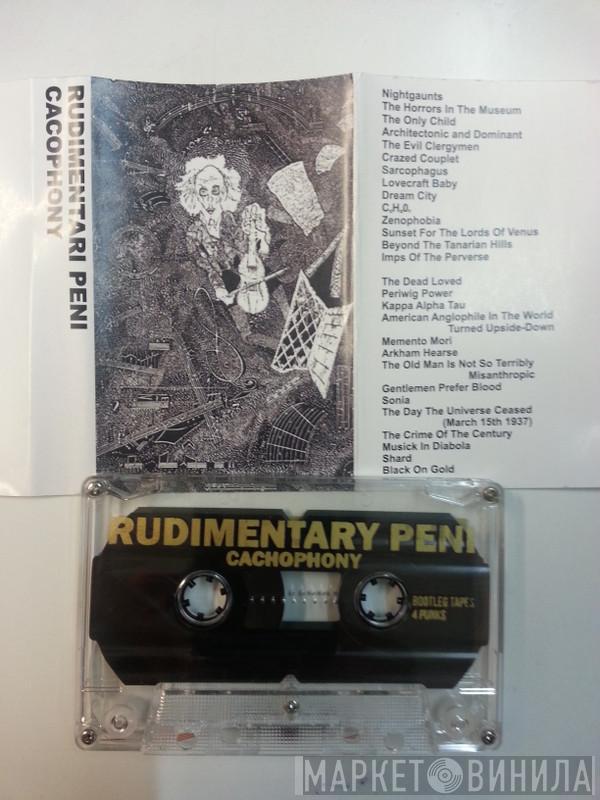 RUDIMENTARI PENI
CACOPHONY
Nightgaunts
The Horrors In The Museum
The Only Child
Architectonic and Dominant
The Evil Clergymen
Crazed Couplet
Sarcophagus
Lovecraft Baby
Dream City
Zenophobia
Sunset For The Lords Of Venus
Beyond The Tanarian Hills
Imps Of The Perverse
The Dead Loved
Periwig Power
Kappa Alpha Tau
American Anglophile In The World
Turned Upside-Down
Memento Mori
Arkham Hearse
The Old Man Is Not So Terribly
Misanthropic
Gentlemen Prefer Blood
Sonia
The Day The Universe Ceased
(March 15th 1937)
The Crime Of The Century
Musick In Diabola
Shard
Black On Gold
RUDIMENTARY PENI
CACHOPHONY
BOOTLEG TAPES
4 PUNKS
МАРКЕТ ВИНИЛА